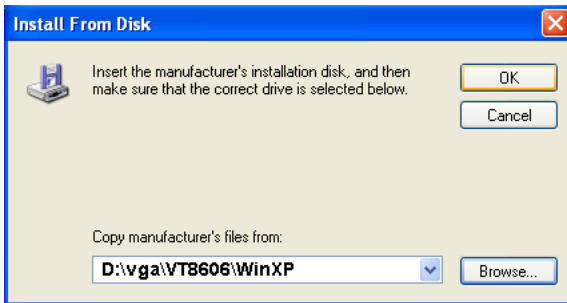 Install From Disk
Insert the manufacturer's installation disk, and then
make sure that the correct drive is selected below.
OK
Cancel
Copy manufacturer's files from:
D:\vga\VT8606\WinXP
Browse...